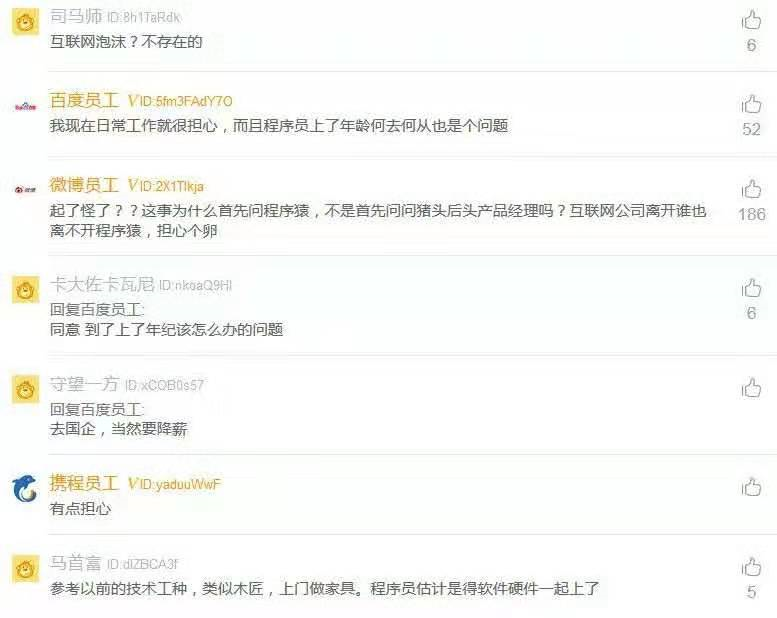 司马师 ID:8h1TaRdk
互联网泡沫？不存在的
6
百度员工 V ID:5fm3FAdY7O
我现在日常工作就很担心，而且程序员上了年龄何去何从也是个问题
52
微博员工 V ID:2X1TIkja
起了怪了？？这事为什么首先问程序猿，不是首先问问猪头后头产品经理吗？互联网公司离开谁也
离不开程序猿，担心个卵
186
卡大佐卡瓦尼 ID:nkoaQ9HI
回复百度员工:
同意 到了上了年纪该怎么办的问题
6
守望一方 ID:xCOB0s57
回复百度员工:
去国企，当然要降薪
携程员工 V ID:yaduuWwF
有点担心
马首富 ID:dIZBCA3f
参考以前的技术工种，类似木匠，上门做家具。程序员估计是得软件硬件一起上了
5